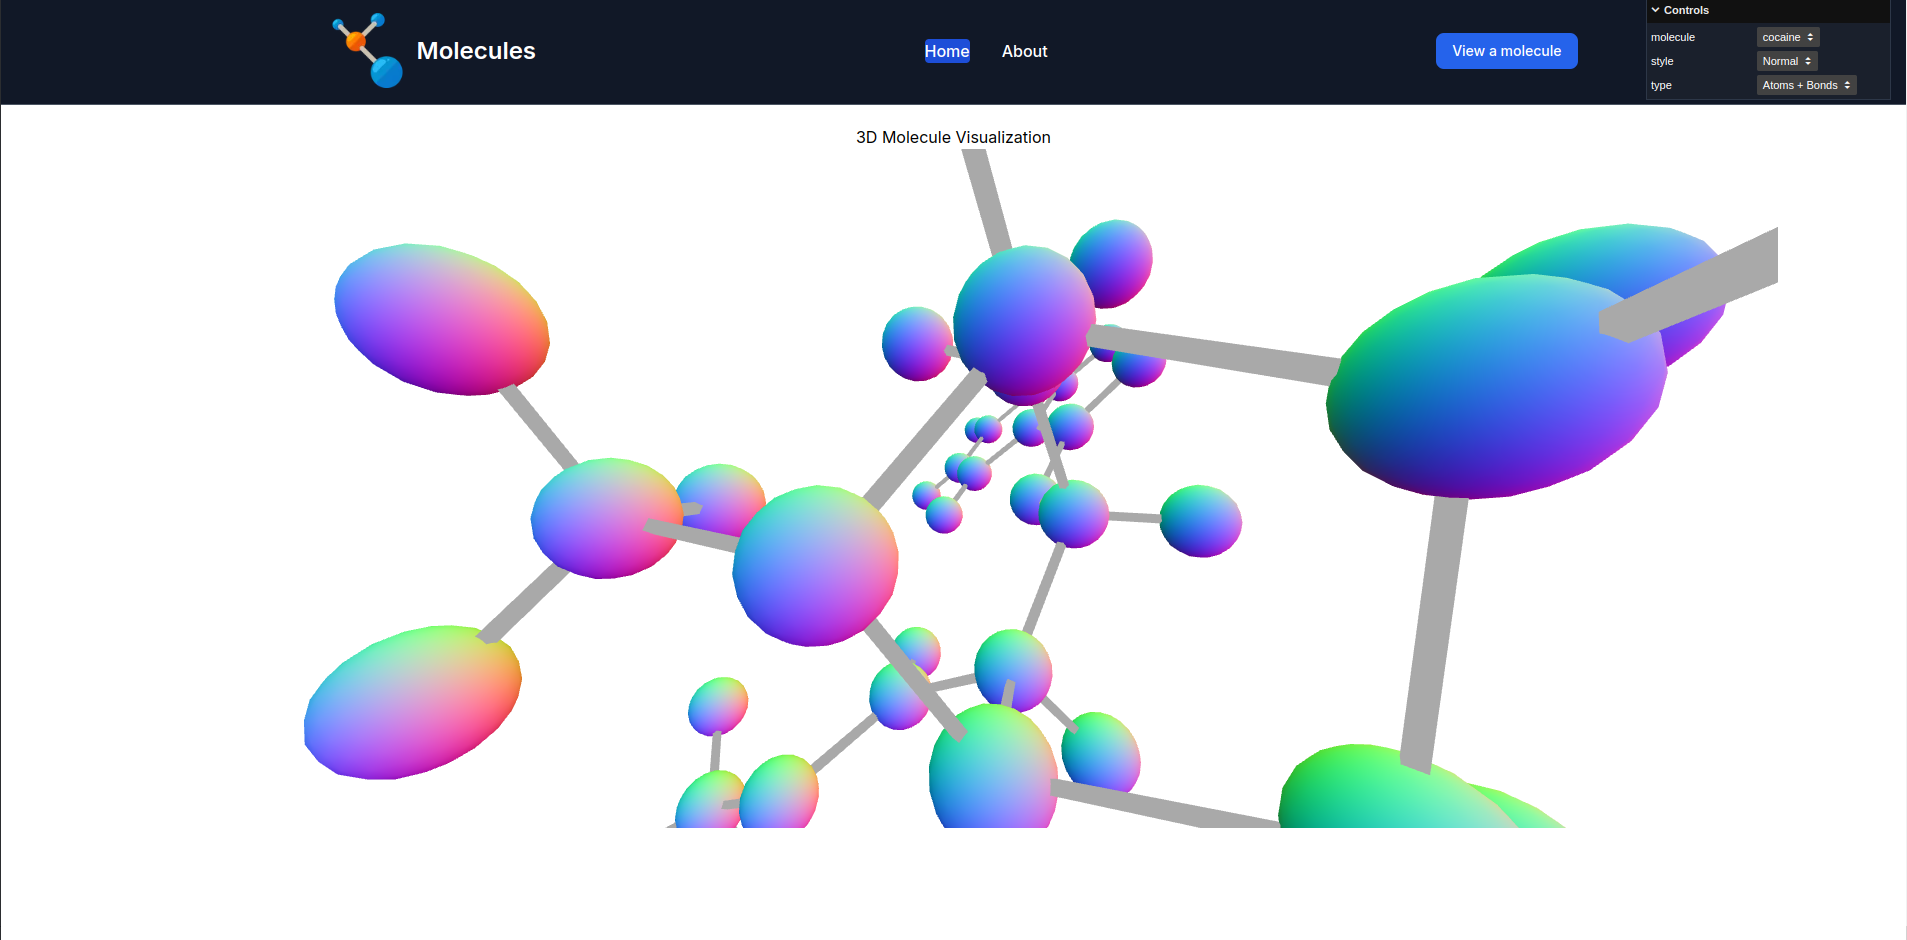 Molecules
Home
About
View a molecule
Controls
molecule cocaine
style Normal
type Atoms + Bonds
3D Molecule Visualization